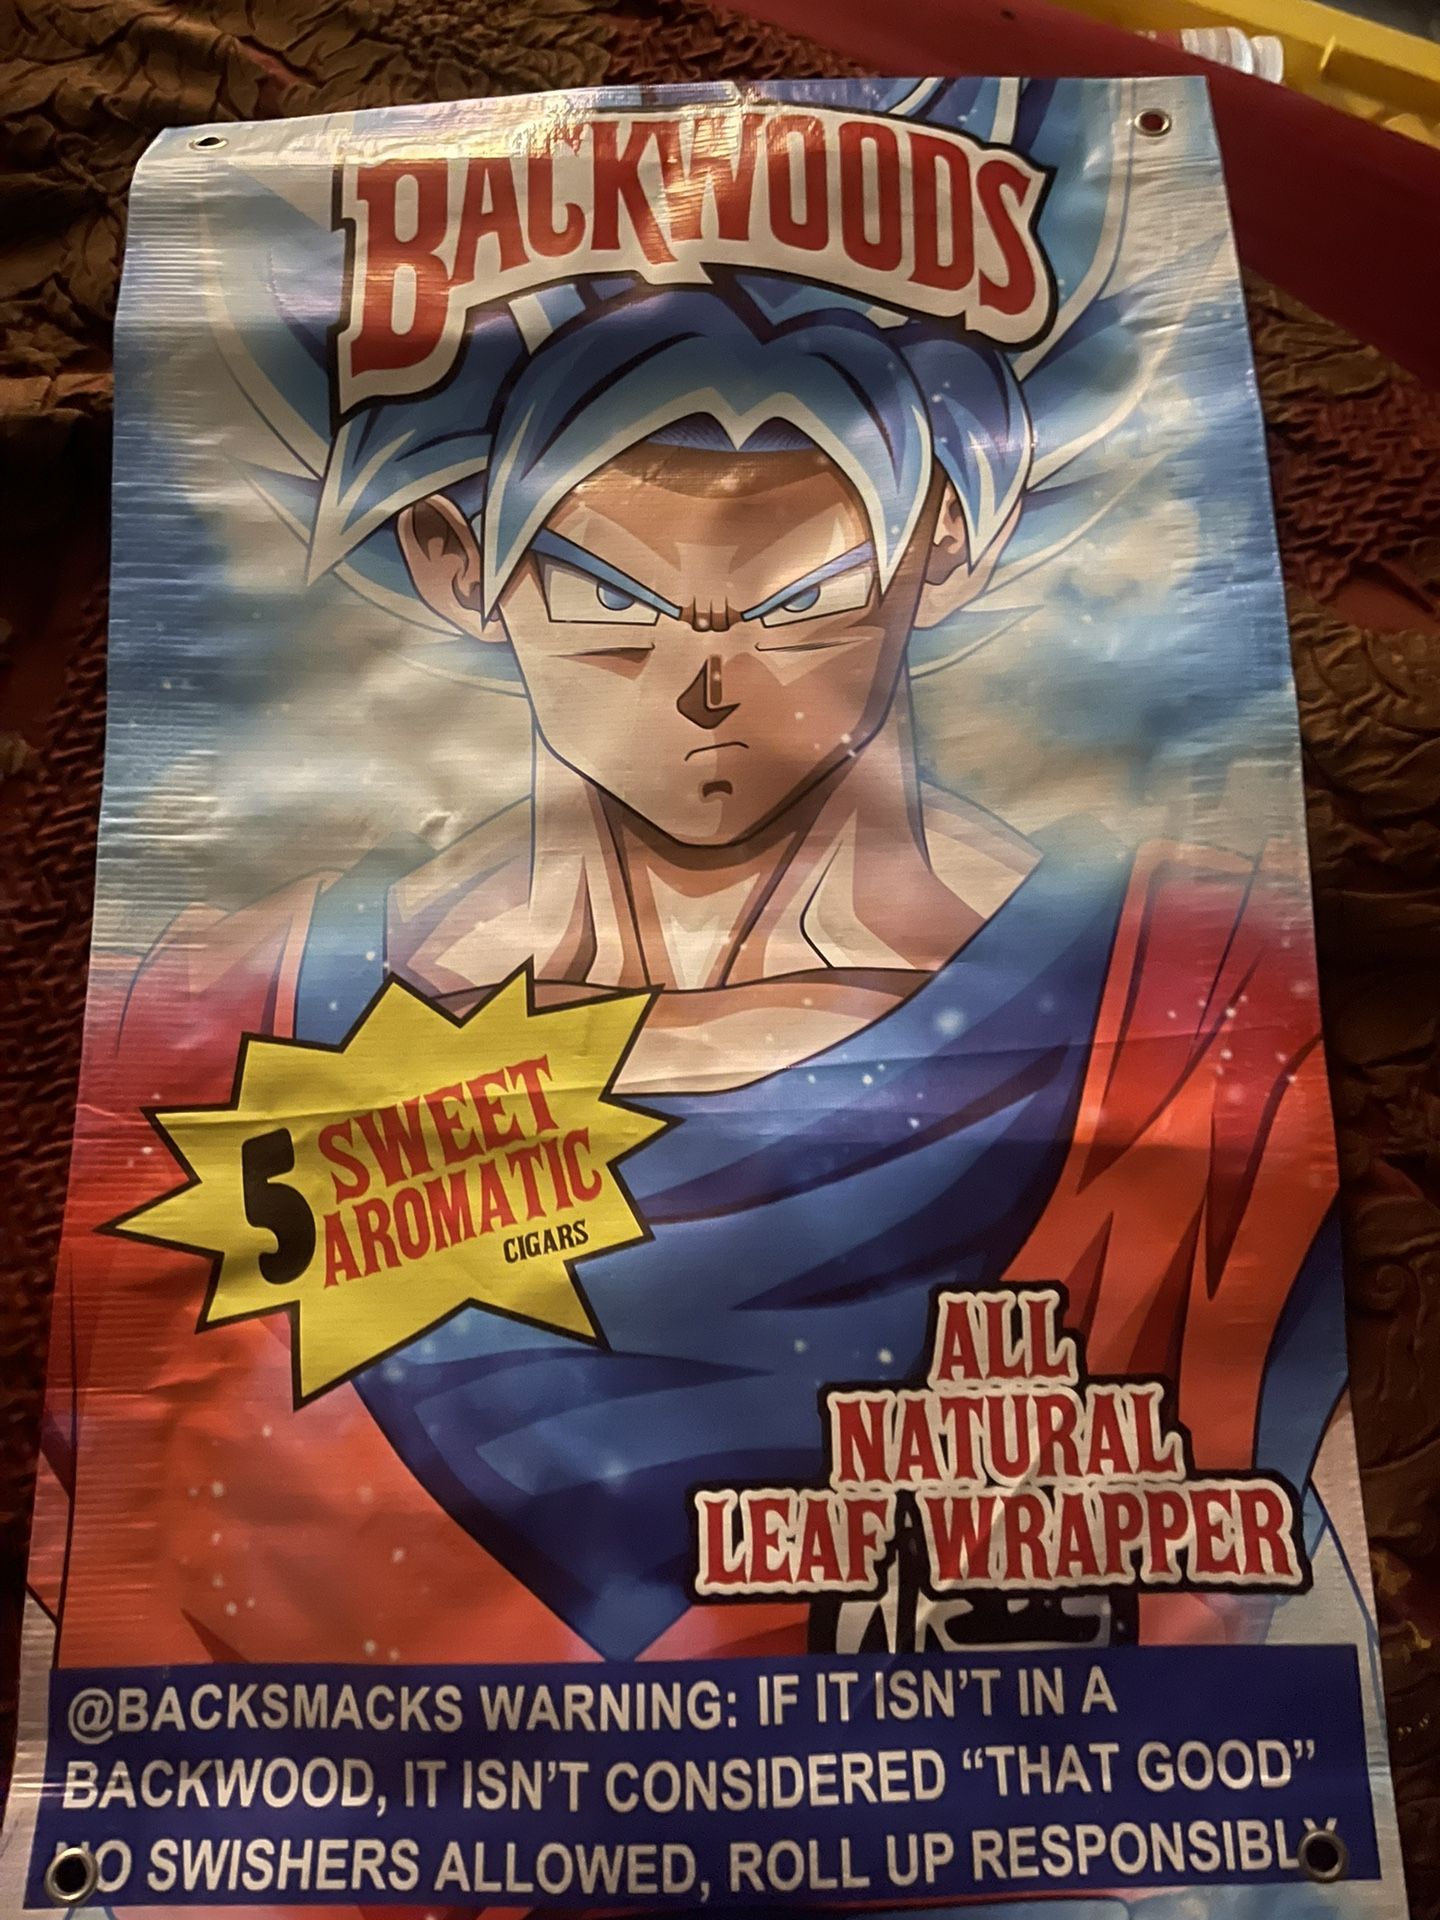 BACKWOODS
5 SWEET
AROMATIC
CIGARS
ALL
NATURAL
LEAF WRAPPER
@BACKSMACKS WARNING: IF IT ISN'T IN A
BACKWOOD, IT ISN'T CONSIDERED “THAT GOOD”
NO SWISHERS ALLOWED, ROLL UP RESPONSIBLY